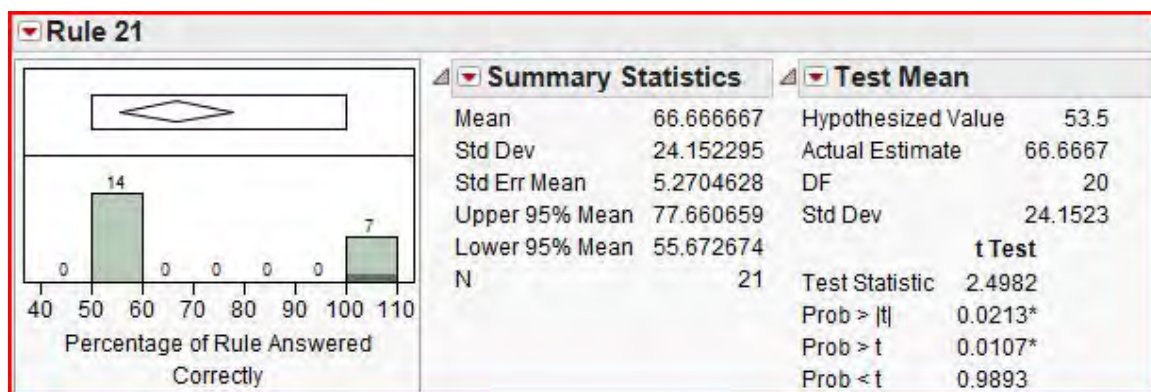 Rule 21
14
7
0 0 0 0 0
40 50 60 70 80 90 100 110
Percentage of Rule Answered
Correctly
Summary Statistics
Mean 66.666667
Std Dev 24.152295
Std Err Mean 5.2704628
Upper 95% Mean 77.660659
Lower 95% Mean 55.672674
N 21
Test Mean
Hypothesized Value 53.5
Actual Estimate 66.6667
DF 20
Std Dev 24.1523
t Test
Test Statistic 2.4982
Prob > |t| 0.0213*
Prob > t 0.0107*
Prob < t 0.9893